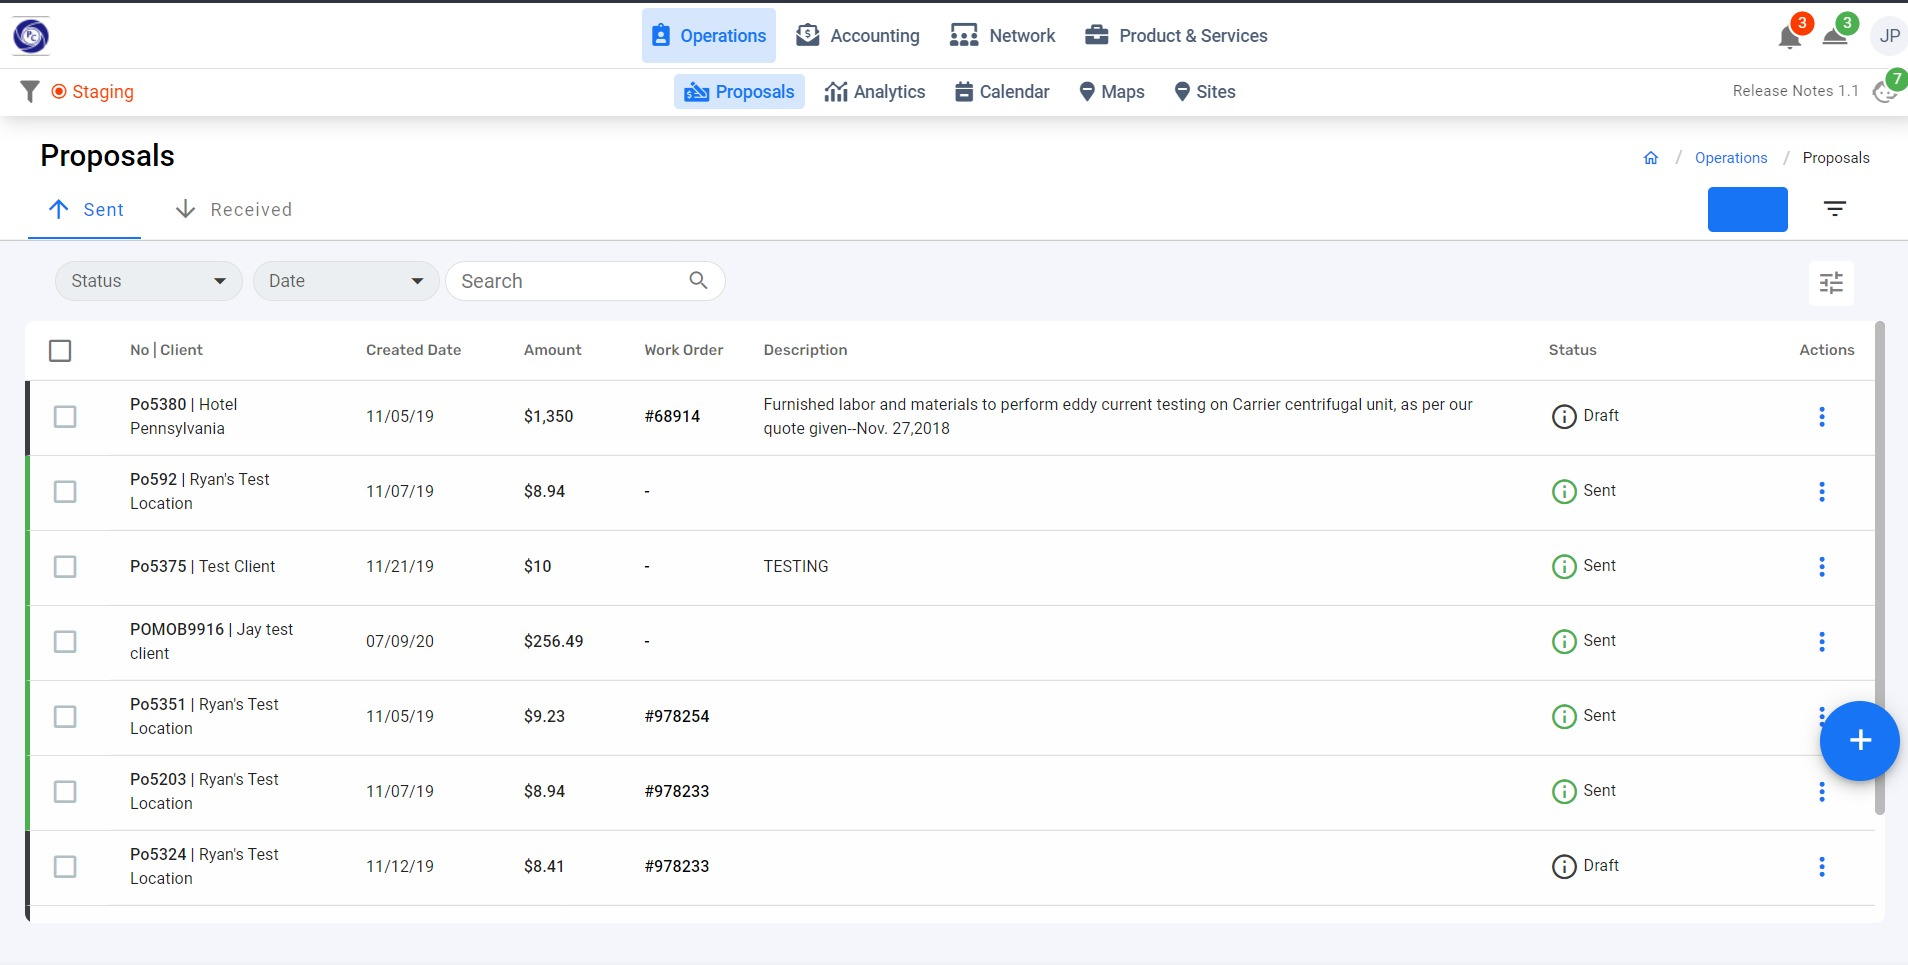 Operations Accounting Network Product & Services 3 3 JP
Staging Proposals Analytics Calendar Maps Sites Release Notes 1.1 7
Proposals / Operations / Proposals
Sent Received
Status Date Search
No | Client Created Date Amount Work Order Description Status Actions
Po5380 | Hotel
Pennsylvania 11/05/19 $1,350 #68914 Furnished labor and materials to perform eddy current testing on Carrier centrifugal unit, as per our
quote given--Nov. 27,2018 Draft
Po592 | Ryan's Test
Location 11/07/19 $8.94 - Sent
Po5375 | Test Client 11/21/19 $10 - TESTING Sent
POMOB9916 | Jay test
client 07/09/20 $256.49 - Sent
Po5351 | Ryan's Test
Location 11/05/19 $9.23 #978254 Sent
Po5203 | Ryan's Test
Location 11/07/19 $8.94 #978233 Sent
Po5324 | Ryan's Test
Location 11/12/19 $8.41 #978233 Draft